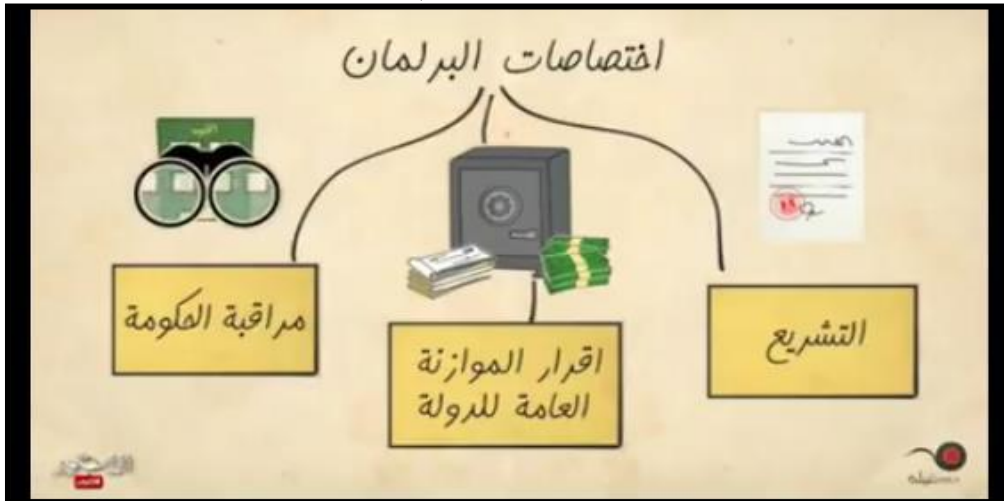 اختصاصات البرلمان
التشريع
اقرار الموازنة
العامة للدولة
مراقبة الحكومة